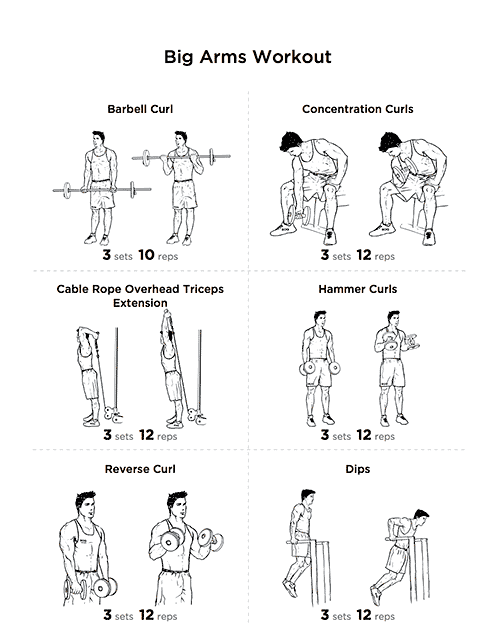 Big Arms Workout
Barbell Curl
3 sets 10 reps
Concentration Curls
3 sets 12 reps
Cable Rope Overhead Triceps
Extension
3 sets 12 reps
Hammer Curls
3 sets 12 reps
Reverse Curl
3 sets 12 reps
Dips
3 sets 12 reps